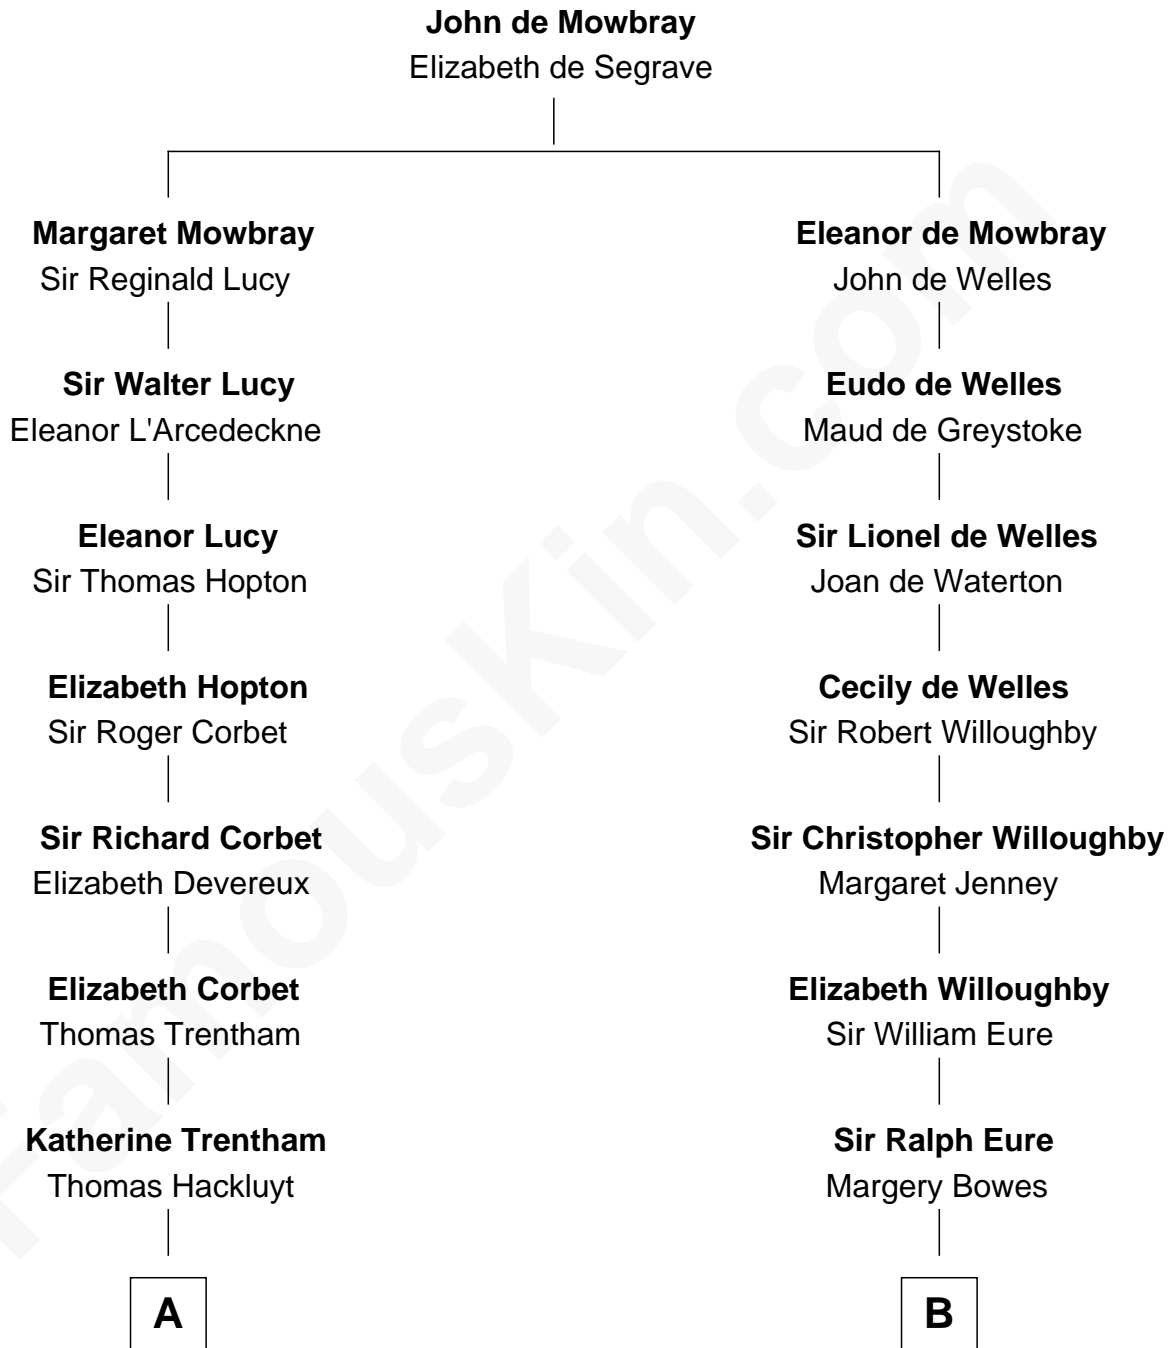 John de Mowbray
Elizabeth de Segrave
Margaret Mowbray
Sir Reginald Lucy
Eleanor de Mowbray
John de Welles
Sir Walter Lucy
Eleanor L'Arcedeckne
Eudo de Welles
Maud de Greystoke
Eleanor Lucy
Sir Thomas Hopton
Sir Lionel de Welles
Joan de Waterton
Elizabeth Hopton
Sir Roger Corbet
Cecily de Welles
Sir Robert Willoughby
Sir Richard Corbet
Elizabeth Devereux
Sir Christopher Willoughby
Margaret Jenney
Elizabeth Corbet
Thomas Trentham
Elizabeth Willoughby
Sir William Eure
Katherine Trentham
Thomas Hackluyt
Sir Ralph Eure
Margery Bowes
A
B
FamousKin.com